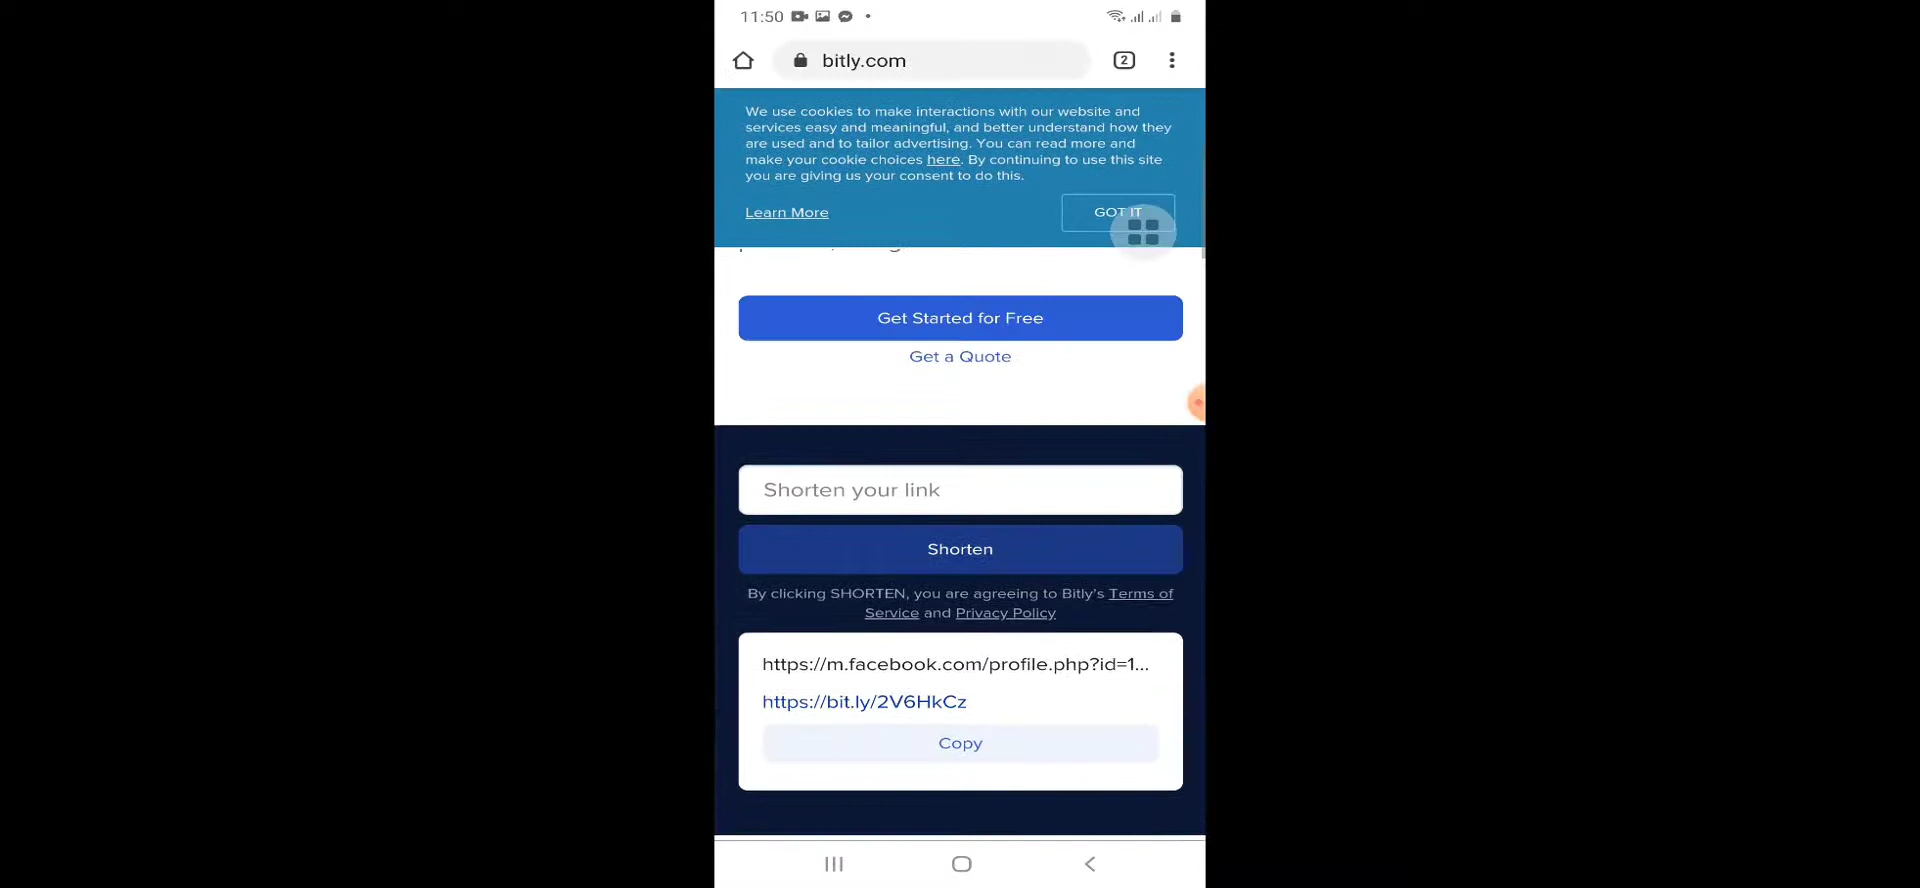 11:50
2
bitly.com
We use cookies to make interactions with our website and
services easy and meaningful, and better understand how they
are used and to tailor advertising. You can read more and
make your cookie choices here. By continuing to use this site
you are giving us your consent to do this.
Learn More
GOT IT
Get Started for Free
Get a Quote
Shorten your link
Shorten
By clicking SHORTEN, you are agreeing to Bitly's Terms of
Service and Privacy Policy
https://m.facebook.com/profile.php?id=1...
https://bit.ly/2V6HkCz
Copy